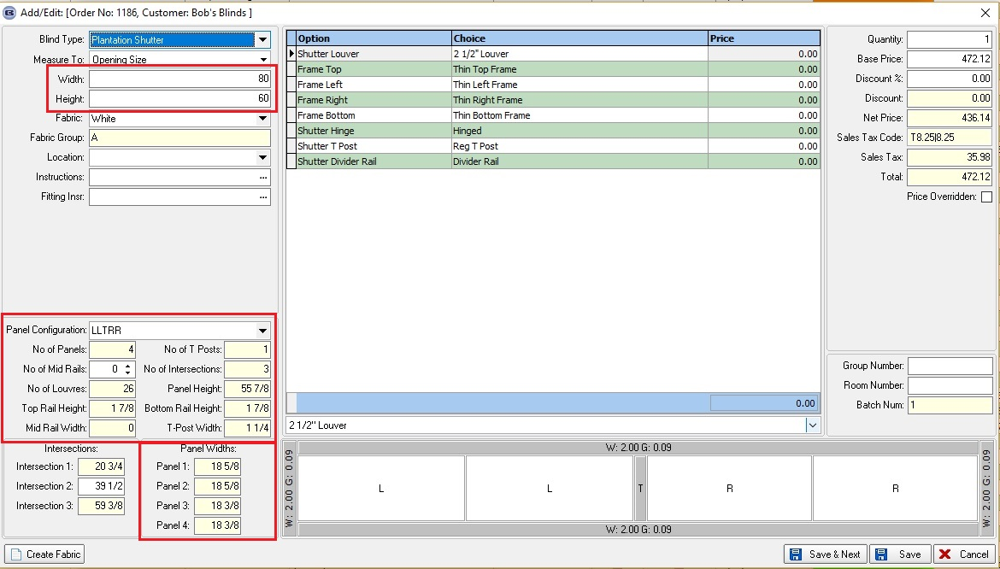 Add/Edit: [Order No: 1186, Customer: Bob's Blinds ]
Blind Type: Plantation Shutter
Measure To: Opening Size
Width: 80
Height: 60
Fabric: White
Fabric Group: A
Location:
Instructions: ...
Fitting Insr: ...
Option Choice Price
Shutter Louver 2 1/2" Louver 0.00
Frame Top Thin Top Frame 0.00
Frame Left Thin Left Frame 0.00
Frame Right Thin Right Frame 0.00
Frame Bottom Thin Bottom Frame 0.00
Shutter Hinge Hinged 0.00
Shutter T Post Reg T Post 0.00
Shutter Divider Rail Divider Rail 0.00
0.00
2 1/2" Louver
Quantity: 1
Base Price: 472.12
Discount %: 0.00
Discount: 0.00
Net Price: 436.14
Sales Tax Code: T8.25|8.25
Sales Tax: 35.98
Total: 472.12
Price Overridden:
Panel Configuration: LLTRR
No of Panels: 4 No of T Posts: 1
No of Mid Rails: 0 No of Intersections: 3
No of Louvres: 26 Panel Height: 55 7/8
Top Rail Height: 1 7/8 Bottom Rail Height: 1 7/8
Mid Rail Width: 0 T-Post Width: 1 1/4
Group Number:
Room Number:
Batch Num: 1
Intersections: Panel Widths:
Intersection 1: 20 3/4 Panel 1: 18 5/8
Intersection 2: 39 1/2 Panel 2: 18 5/8
Intersection 3: 59 3/8 Panel 3: 18 3/8
Panel 4: 18 3/8
W: 2.00 G: 0.09
W: 2.00 G: 0.09
L L T R R
W: 2.00 G: 0.09
W: 2.00 G: 0.09
Create Fabric Save & Next Save Cancel